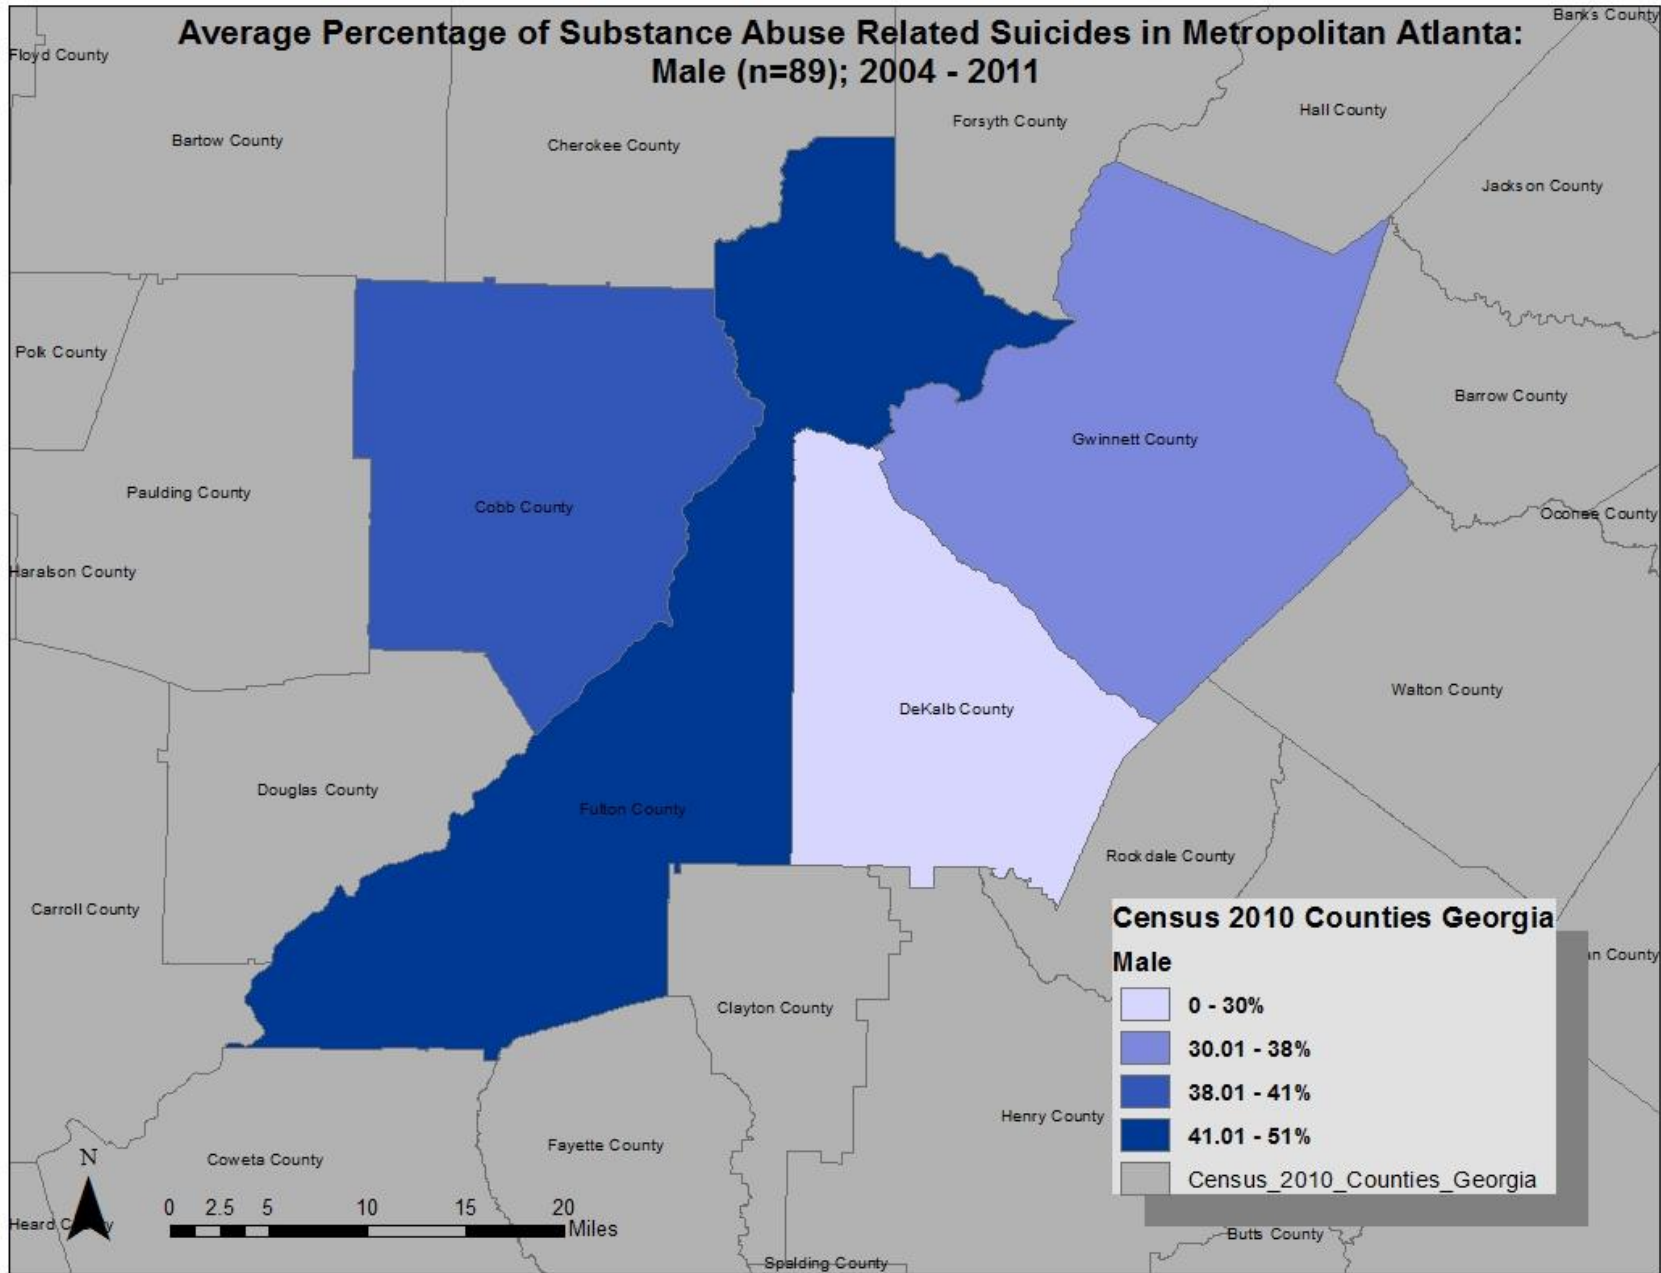 Average Percentage of Substance Abuse Related Suicides in Metropolitan Atlanta:
Male (n=89); 2004 - 2011
Banks County
Floyd County
Hall County
Forsyth County
Bartow County
Cherokee County
Jackson County
Polk County
Barrow County
Gwinnett County
Paulding County
Cobb County
Oconee County
Haralson County
Walton County
DeKalb County
Douglas County
Fulton County
Rockdale County
Carroll County
Census 2010 Counties Georgia
Male
0 - 30%
30.01 - 38%
38.01 - 41%
41.01 - 51%
Census_2010_Counties_Georgia
n County
Clayton County
Henry County
Fayette County
Coweta County
N
0 2.5 5 10 15 20
Miles
Heard County
Butts County
Spalding County